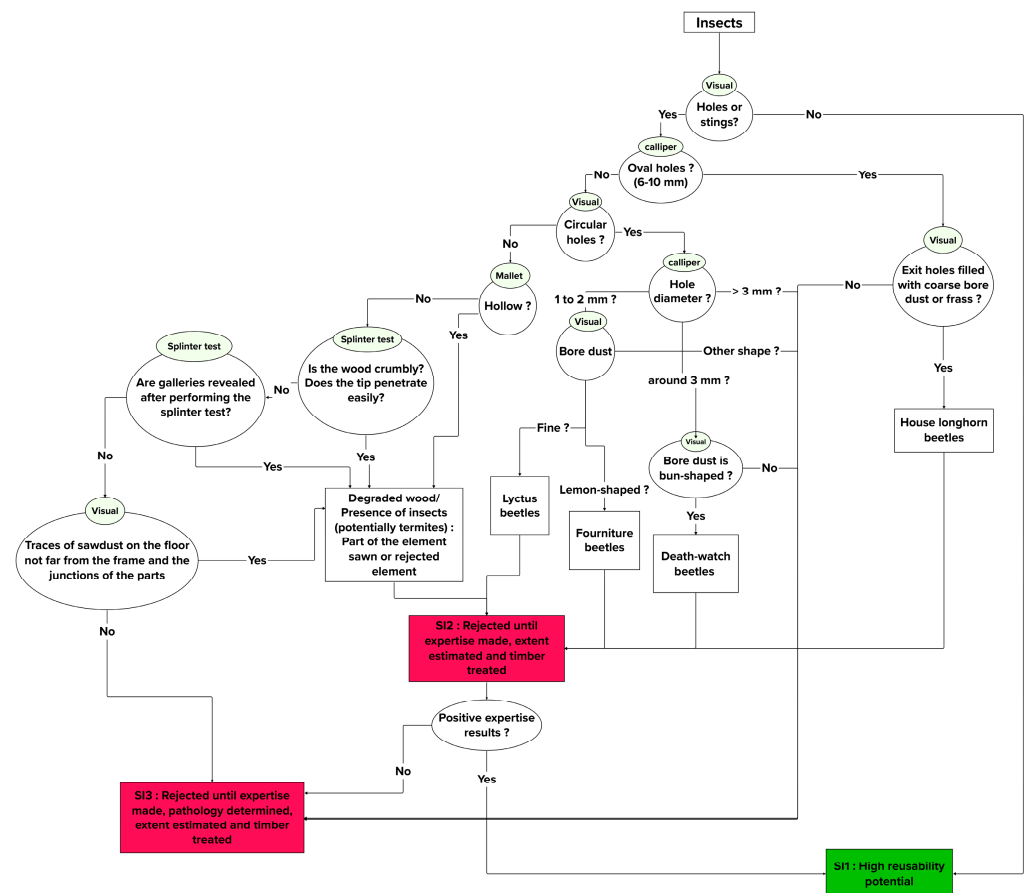 Insects
Visual
Holes or
stings?
Yes
No
calliper
Oval holes ?
(6-10 mm)
No
Yes
Visual
Circular
holes ?
No
Yes
Visual
Exit holes filled
with coarse bore
dust or frass ?
No
Yes
House longhorn
beetles
calliper
Hole
diameter ?
1 to 2 mm ?
> 3 mm ?
around 3 mm ?
Mallet
Hollow ?
No
Yes
Visual
Bore dust
Other shape ?
Fine ?
Lemon-shaped ?
Splinter test
Is the wood crumbly?
Does the tip penetrate
easily?
No
Yes
Splinter test
Are galleries revealed
after performing the
splinter test?
No
Yes
Visual
Bore dust is
bun-shaped ?
No
Yes
Lyctus
beetles
Fourniture
beetles
Death-watch
beetles
Degraded wood/
Presence of insects
(potentially termites) :
Part of the element
sawn or rejected
element
Visual
Traces of sawdust on the floor
not far from the frame and the
junctions of the parts
Yes
No
SI2 : Rejected until
expertise made, extent
estimated and timber
treated
Positive expertise
results ?
No
Yes
SI3 : Rejected until expertise
made, pathology determined,
extent estimated and timber
treated
SI1 : High reusability
potential